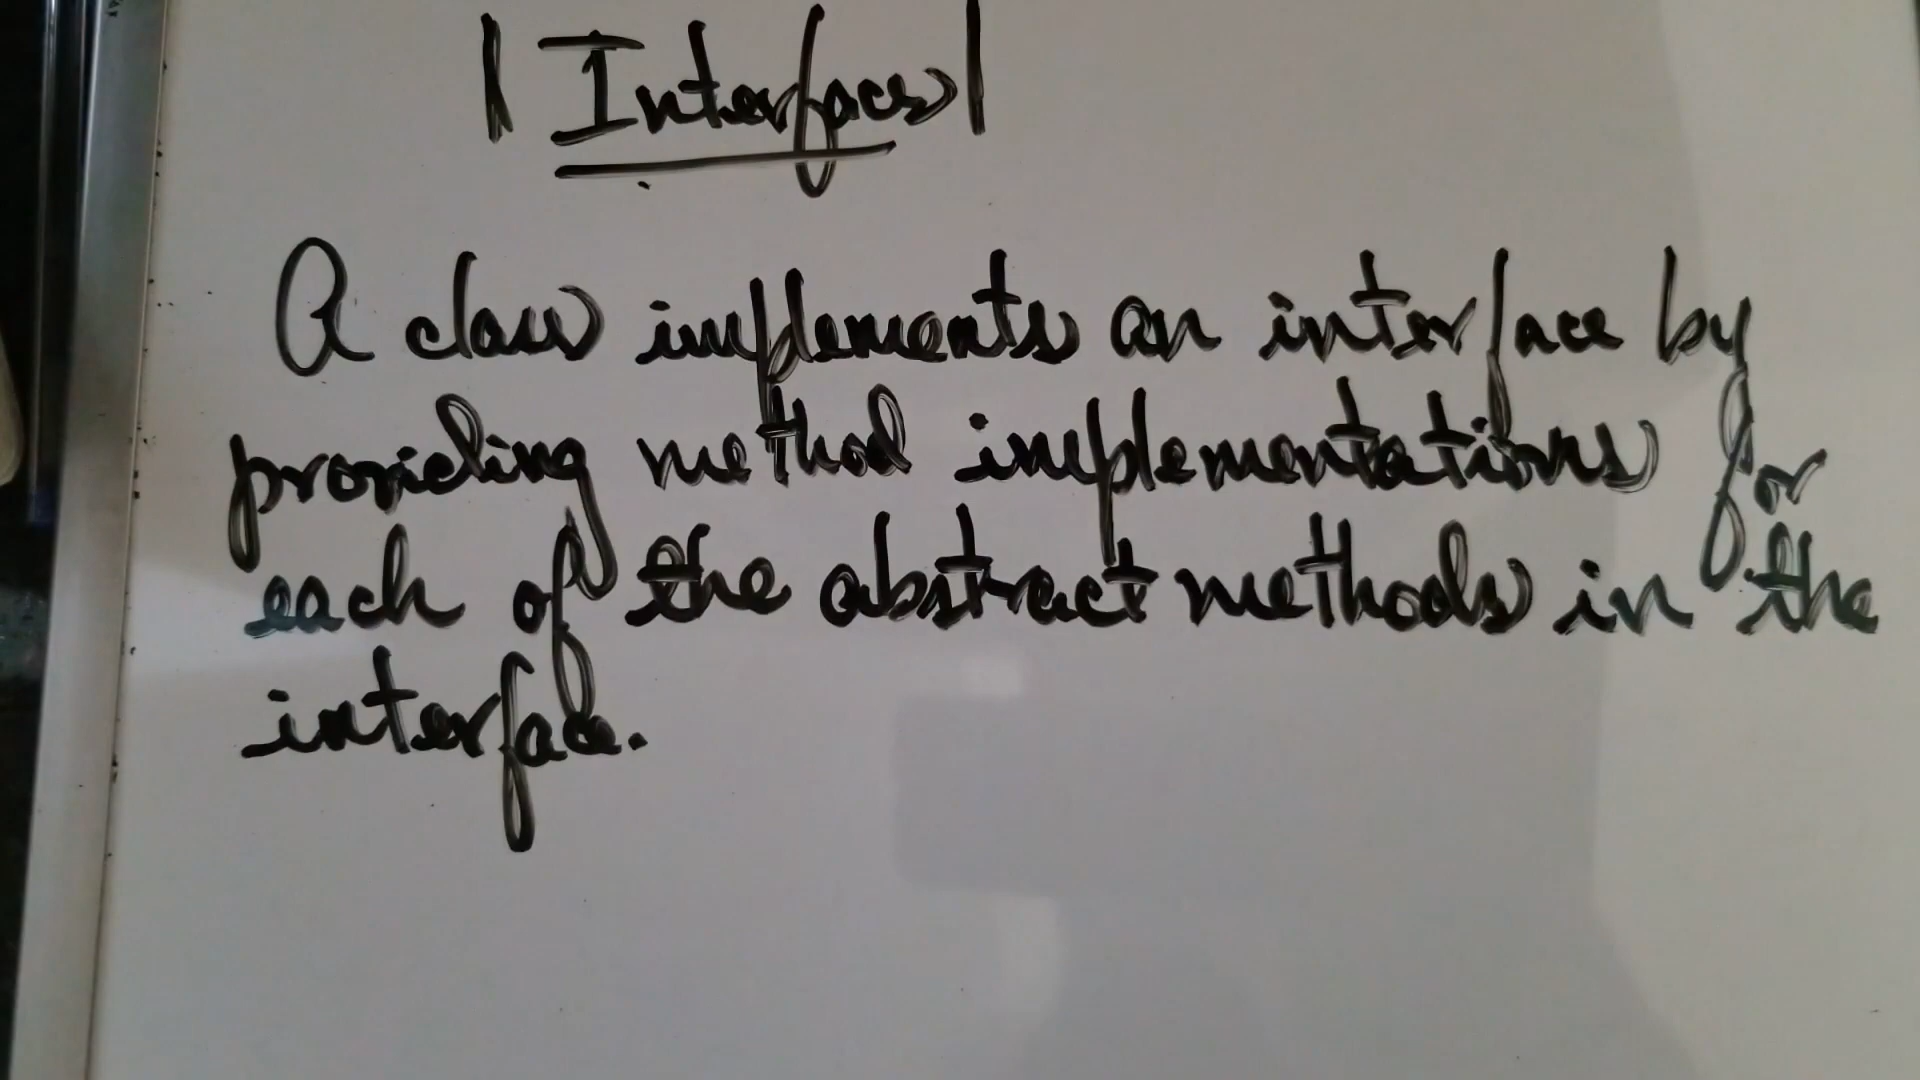 | Interfaces |
A class implements an interface by
providing method implementations for
each of the abstract methods in the
interface.